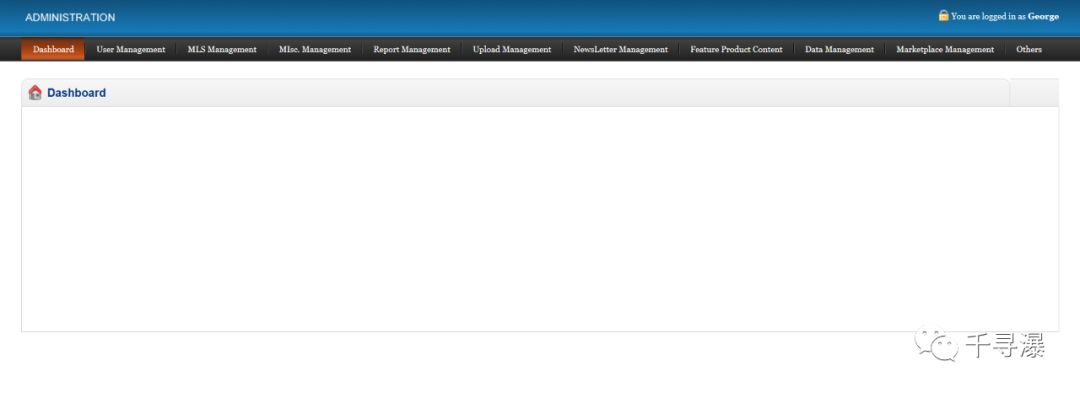 ADMINISTRATION
You are logged in as George
Dashboard User Management MLS Management MIsc. Management Report Management Upload Management NewsLetter Management Feature Product Content Data Management Marketplace Management Others
Dashboard
千寻瀑